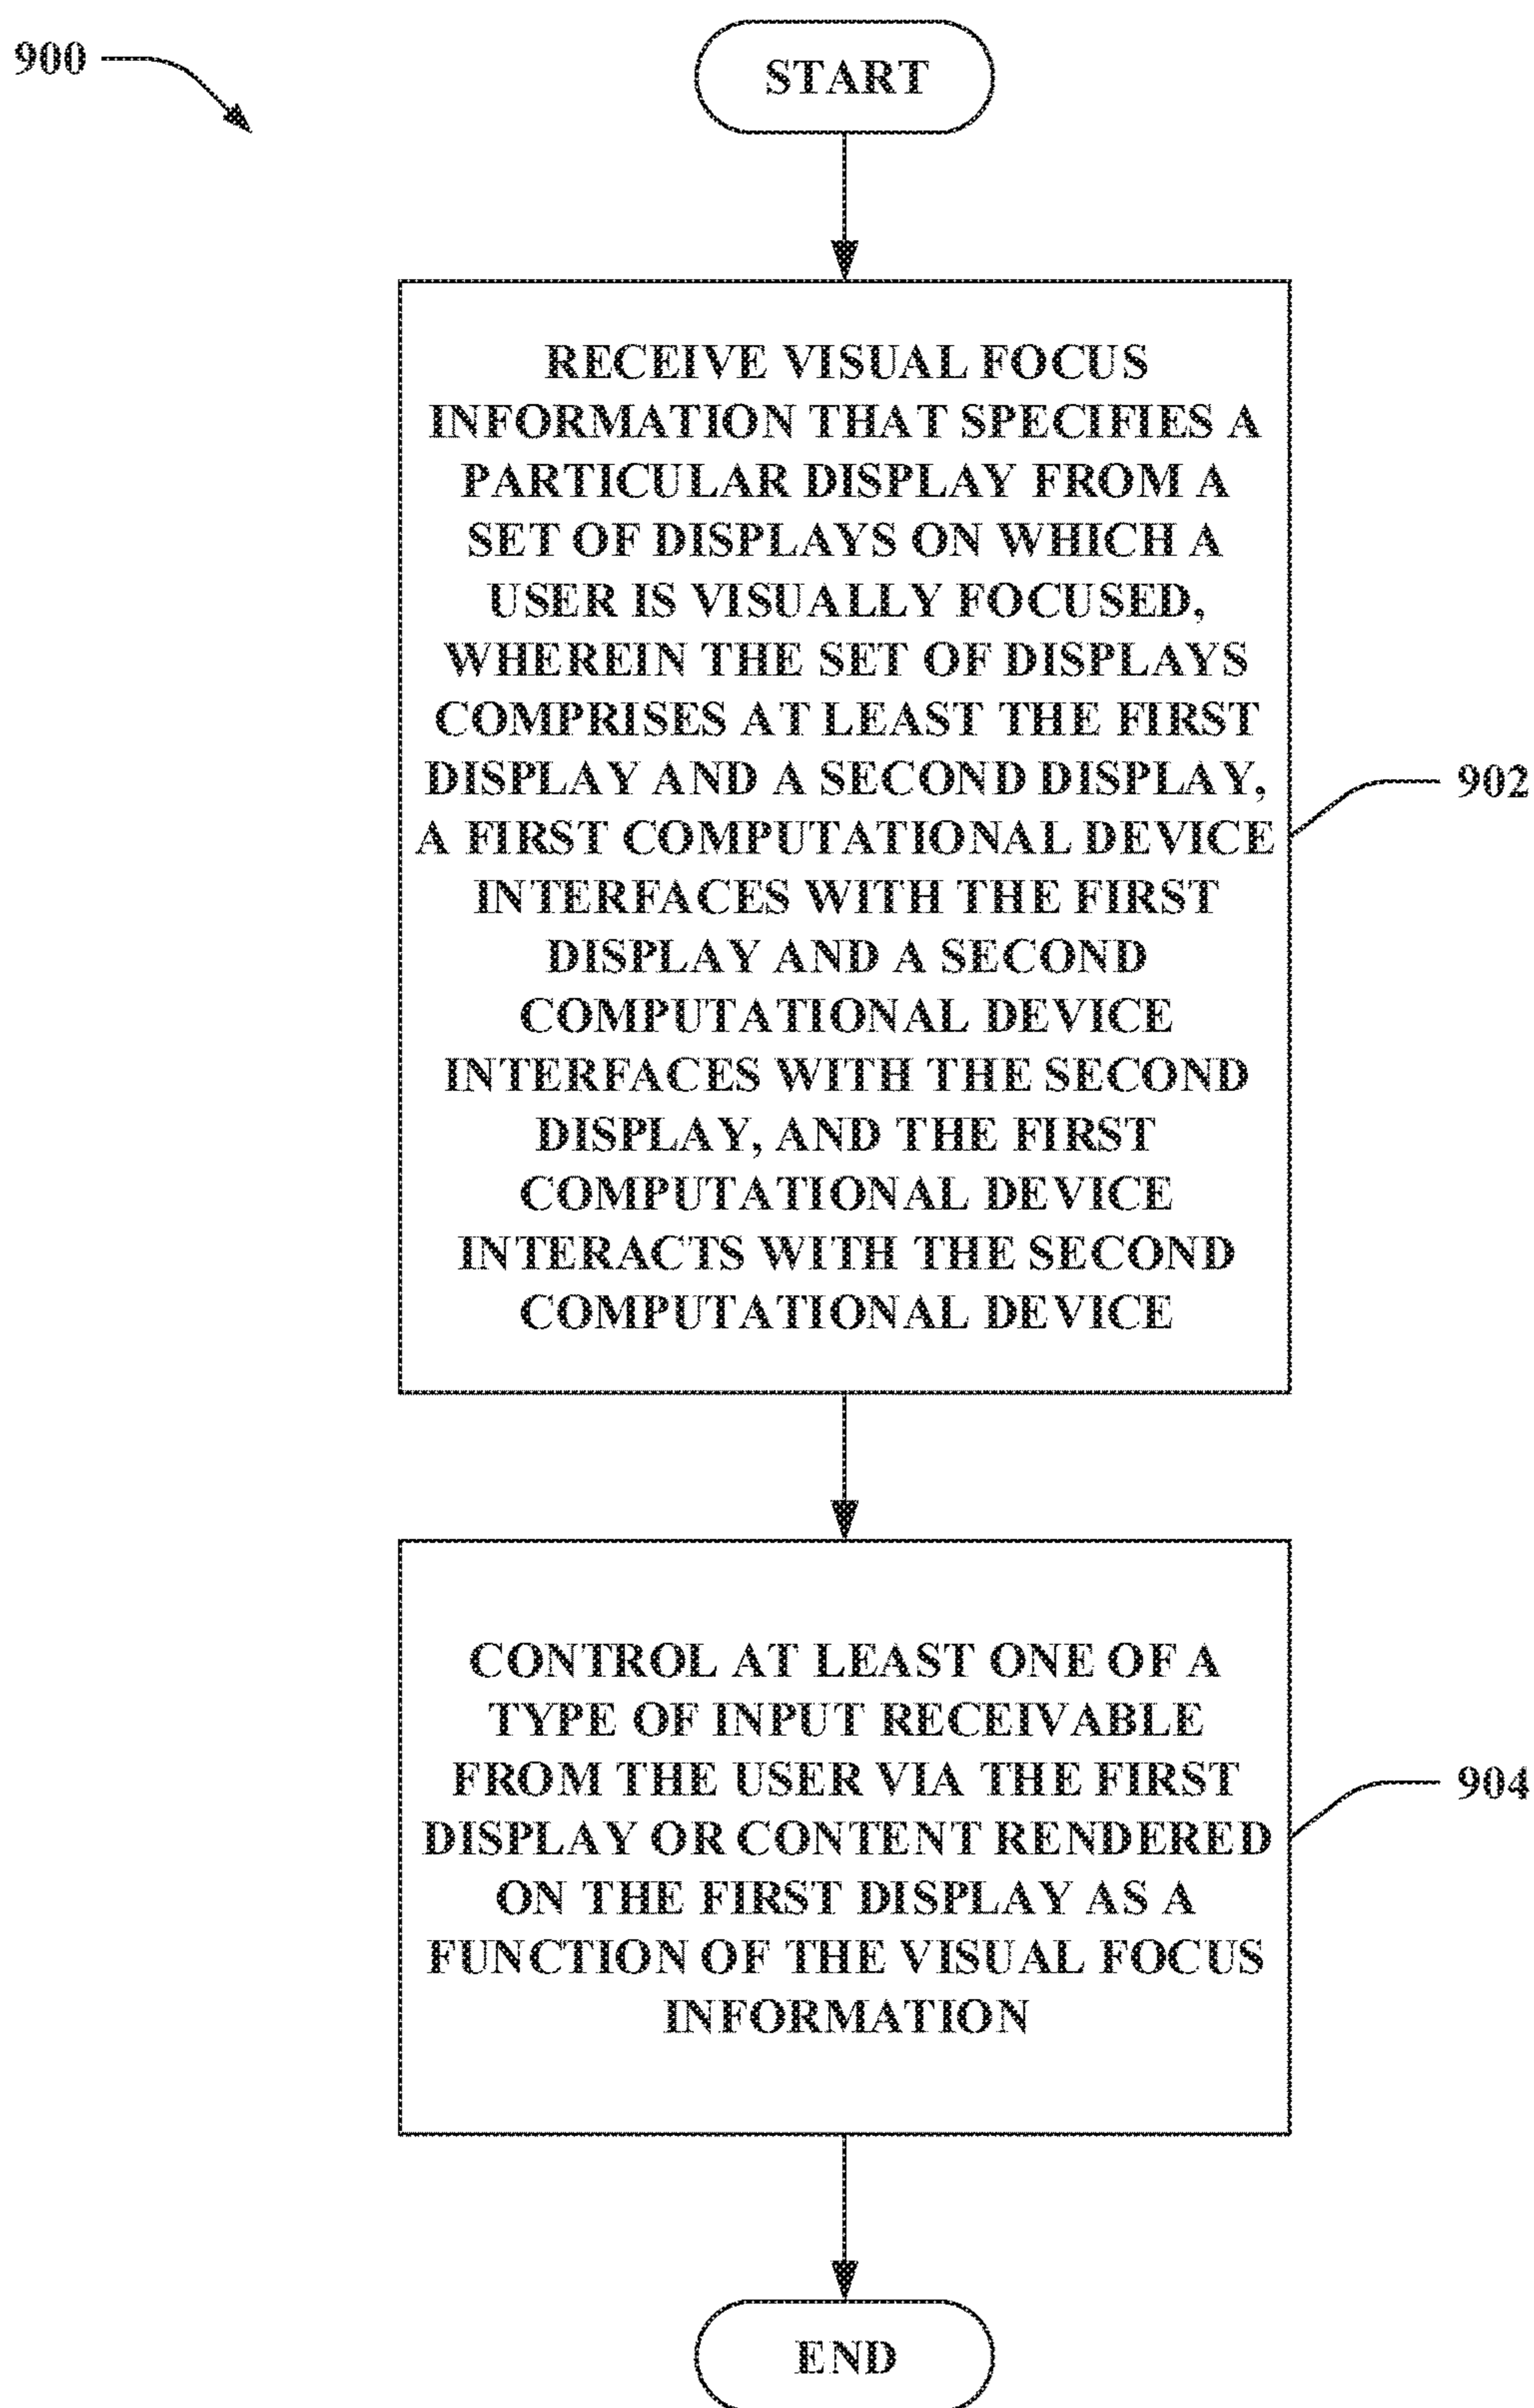 900
START
RECEIVE VISUAL FOCUS
INFORMATION THAT SPECIFIES A
PARTICULAR DISPLAY FROM A
SET OF DISPLAYS ON WHICH A
USER IS VISUALLY FOCUSED,
WHEREIN THE SET OF DISPLAYS
COMPRISES AT LEAST THE FIRST
DISPLAY AND A SECOND DISPLAY,
A FIRST COMPUTATIONAL DEVICE
INTERFACES WITH THE FIRST
DISPLAY AND A SECOND
COMPUTATIONAL DEVICE
INTERFACES WITH THE SECOND
DISPLAY, AND THE FIRST
COMPUTATIONAL DEVICE
INTERACTS WITH THE SECOND
COMPUTATIONAL DEVICE
902
CONTROL AT LEAST ONE OF A
TYPE OF INPUT RECEIVABLE
FROM THE USER VIA THE FIRST
DISPLAY OR CONTENT RENDERED
ON THE FIRST DISPLAY AS A
FUNCTION OF THE VISUAL FOCUS
INFORMATION
904
END